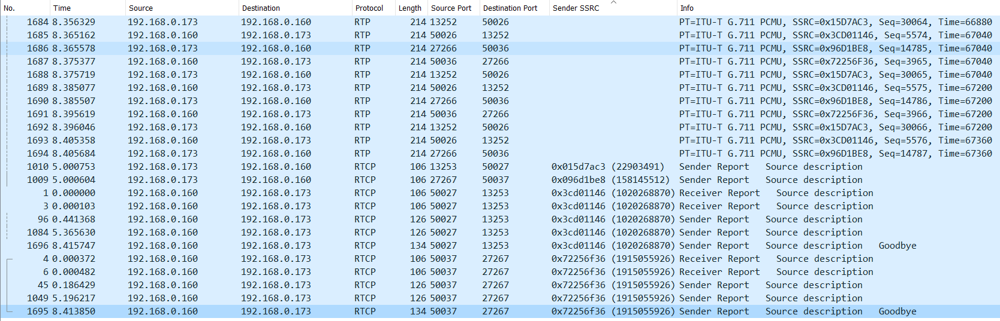 No. Time Source Destination Protocol Length Source Port Destination Port Sender SSRC Info
1684 8.356329 192.168.0.173 192.168.0.160 RTP 214 13252 50026 PT=ITU-T G.711 PCMU, SSRC=0x15D7AC3, Seq=30064, Time=66880
1685 8.365162 192.168.0.160 192.168.0.173 RTP 214 50026 13252 PT=ITU-T G.711 PCMU, SSRC=0x3CD01146, Seq=5574, Time=67040
1686 8.365578 192.168.0.173 192.168.0.160 RTP 214 27266 50036 PT=ITU-T G.711 PCMU, SSRC=0x96D1BE8, Seq=14785, Time=67040
1687 8.375377 192.168.0.160 192.168.0.173 RTP 214 50036 27266 PT=ITU-T G.711 PCMU, SSRC=0x72256F36, Seq=3965, Time=67040
1688 8.375719 192.168.0.173 192.168.0.160 RTP 214 13252 50026 PT=ITU-T G.711 PCMU, SSRC=0x15D7AC3, Seq=30065, Time=67040
1689 8.385077 192.168.0.160 192.168.0.173 RTP 214 50026 13252 PT=ITU-T G.711 PCMU, SSRC=0x3CD01146, Seq=5575, Time=67200
1690 8.385507 192.168.0.173 192.168.0.160 RTP 214 27266 50036 PT=ITU-T G.711 PCMU, SSRC=0x96D1BE8, Seq=14786, Time=67200
1691 8.395619 192.168.0.160 192.168.0.173 RTP 214 50036 27266 PT=ITU-T G.711 PCMU, SSRC=0x72256F36, Seq=3966, Time=67200
1692 8.396046 192.168.0.173 192.168.0.160 RTP 214 13252 50026 PT=ITU-T G.711 PCMU, SSRC=0x15D7AC3, Seq=30066, Time=67200
1693 8.405358 192.168.0.160 192.168.0.173 RTP 214 50026 13252 PT=ITU-T G.711 PCMU, SSRC=0x3CD01146, Seq=5576, Time=67360
1694 8.405684 192.168.0.173 192.168.0.160 RTP 214 27266 50036 PT=ITU-T G.711 PCMU, SSRC=0x96D1BE8, Seq=14787, Time=67360
1010 5.000753 192.168.0.173 192.168.0.160 RTCP 106 13253 50027 0x015d7ac3 (22903491) Sender Report Source description
1009 5.000604 192.168.0.173 192.168.0.160 RTCP 106 27267 50037 0x096d1be8 (158145512) Sender Report Source description
1 0.000000 192.168.0.160 192.168.0.173 RTCP 106 50027 13253 0x3cd01146 (1020268870) Receiver Report Source description
3 0.000103 192.168.0.160 192.168.0.173 RTCP 106 50027 13253 0x3cd01146 (1020268870) Receiver Report Source description
96 0.441368 192.168.0.160 192.168.0.173 RTCP 126 50027 13253 0x3cd01146 (1020268870) Sender Report Source description
1084 5.365630 192.168.0.160 192.168.0.173 RTCP 126 50027 13253 0x3cd01146 (1020268870) Sender Report Source description
1696 8.415747 192.168.0.160 192.168.0.173 RTCP 134 50027 13253 0x3cd01146 (1020268870) Sender Report Source description Goodbye
4 0.000372 192.168.0.160 192.168.0.173 RTCP 106 50037 27267 0x72256f36 (1915055926) Receiver Report Source description
6 0.000482 192.168.0.160 192.168.0.173 RTCP 106 50037 27267 0x72256f36 (1915055926) Receiver Report Source description
45 0.186429 192.168.0.160 192.168.0.173 RTCP 126 50037 27267 0x72256f36 (1915055926) Sender Report Source description
1049 5.196217 192.168.0.160 192.168.0.173 RTCP 126 50037 27267 0x72256f36 (1915055926) Sender Report Source description
1695 8.413850 192.168.0.160 192.168.0.173 RTCP 134 50037 27267 0x72256f36 (1915055926) Sender Report Source description Goodbye